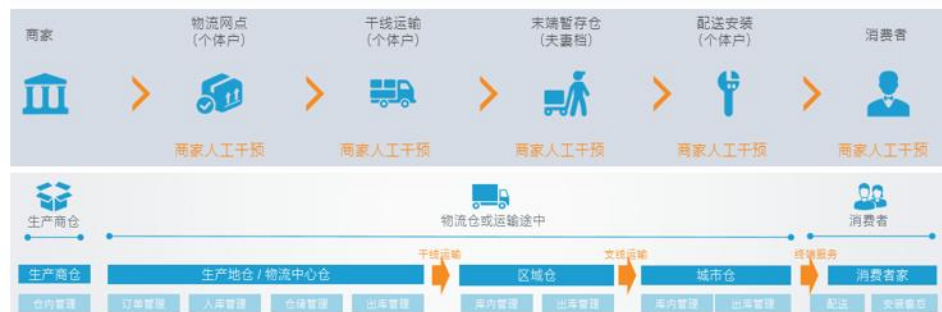 商家
物流网点
(个体户)
干线运输
(个体户)
末端暂存仓
(夫妻档)
配送安装
(个体户)
消费者
商家人工干预
商家人工干预
商家人工干预
商家人工干预
商家人工干预
生产商仓
物流仓或运输途中
消费者
干线运输
支线运输
终端服务
生产商仓
生产地仓 / 物流中心仓
区域仓
城市仓
消费者家
仓内管理
订单管理
入库管理
仓储管理
出库管理
库内管理
出库管理
库内管理
出库管理
配送
安装售后